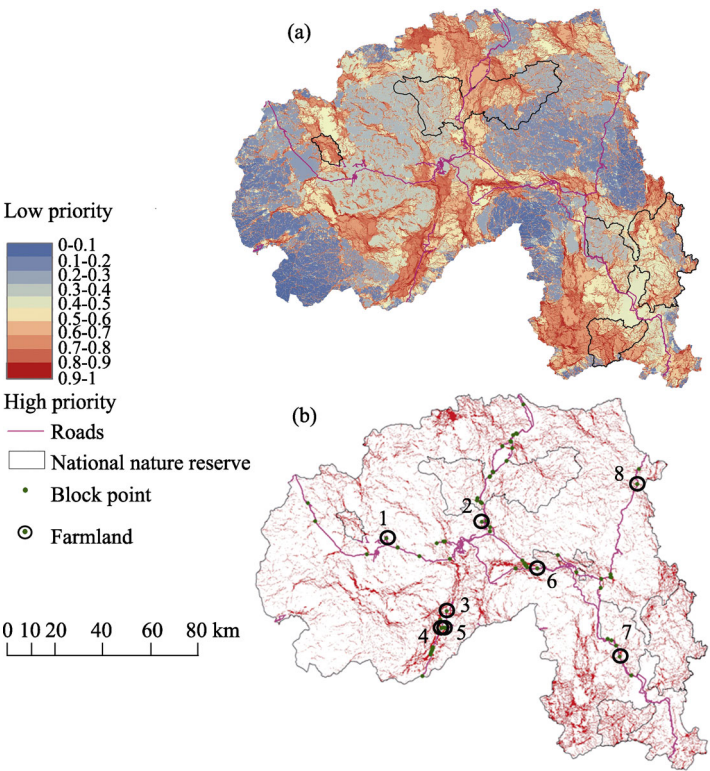 (a)
Low priority
0-0.1
0.1-0.2
0.2-0.3
0.3-0.4
0.4-0.5
0.5-0.6
0.6-0.7
0.7-0.8
0.8-0.9
0.9-1
High priority
Roads
National nature reserve
Block point
Farmland
0 10 20 40 60 80 km
(b)
1
2
3
4
5
6
7
8